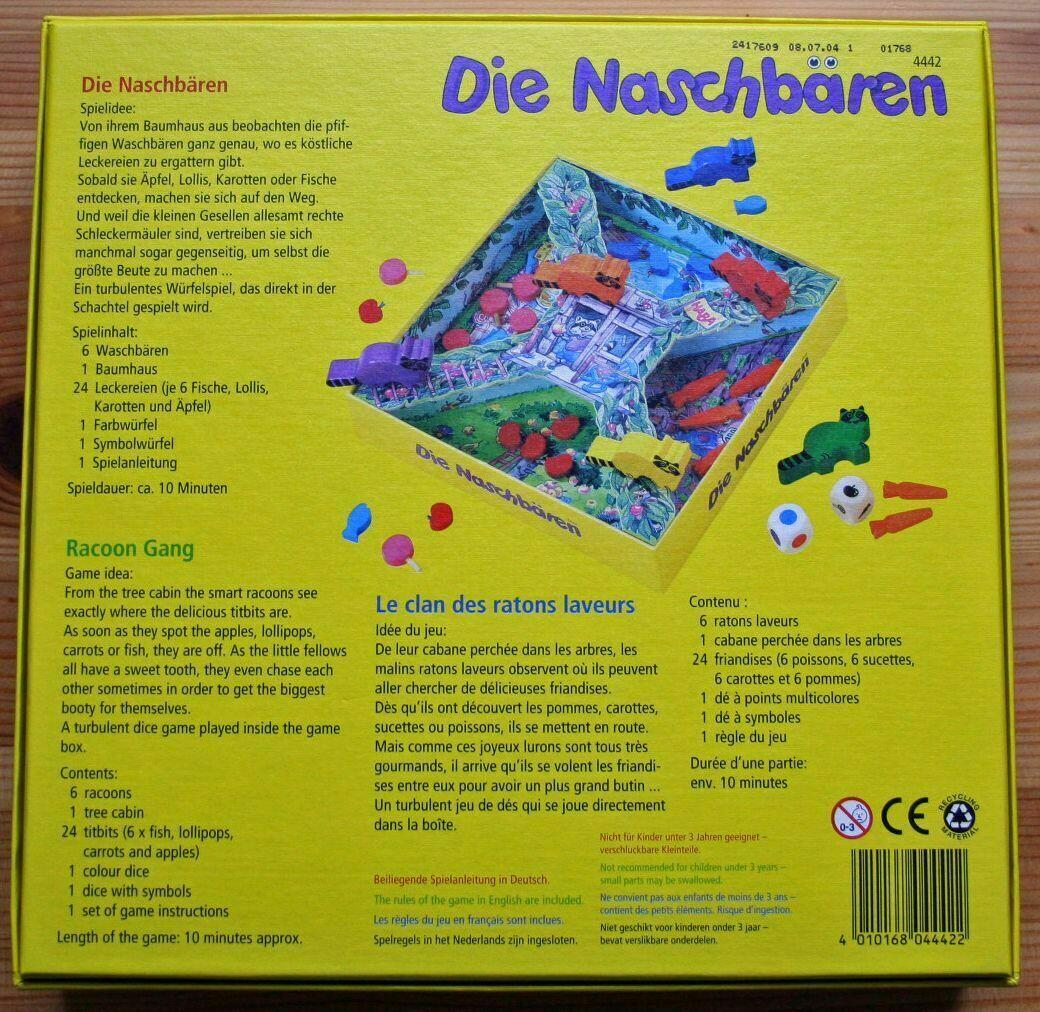 2417609 08.07.04 1 01768
4442
Die Naschbären
Die Naschbären
Spielidee:
Von ihrem Baumhaus aus beobachten die pfif-
figen Waschbären ganz genau, wo es köstliche
Leckereien zu ergattern gibt.
Sobald sie Äpfel, Lollis, Karotten oder Fische
entdecken, machen sie sich auf den Weg.
Und weil die kleinen Gesellen allesamt rechte
Schleckermäuler sind, vertreiben sie sich
manchmal sogar gegenseitig, um selbst die
größte Beute zu machen ...
Ein turbulentes Würfelspiel, das direkt in der
Schachtel gespielt wird.
Spielinhalt:
6 Waschbären
1 Baumhaus
24 Leckereien (je 6 Fische, Lollis,
Karotten und Äpfel)
1 Farbwürfel
1 Symbolwürfel
1 Spielanleitung
Spieldauer: ca. 10 Minuten
HABA
Die Naschbären
Die Naschbären
Racoon Gang
Game idea:
From the tree cabin the smart racoons see
exactly where the delicious titbits are.
As soon as they spot the apples, lollipops,
carrots or fish, they are off. As the little fellows
all have a sweet tooth, they even chase each
other sometimes in order to get the biggest
booty for themselves.
A turbulent dice game played inside the game
box.
Contents:
6 racoons
1 tree cabin
24 titbits (6 x fish, lollipops,
carrots and apples)
1 colour dice
1 dice with symbols
1 set of game instructions
Length of the game: 10 minutes approx.
Le clan des ratons laveurs
Idée du jeu:
De leur cabane perchée dans les arbres, les
malins ratons laveurs observent où ils peuvent
aller chercher de délicieuses friandises.
Dès qu'ils ont découvert les pommes, carottes,
sucettes ou poissons, ils se mettent en route.
Mais comme ces joyeux lurons sont tous très
gourmands, il arrive qu'ils se volent les friandi-
ses entre eux pour avoir un plus grand butin ...
Un turbulent jeu de dés qui se joue directement
dans la boîte.
Contenu :
6 ratons laveurs
1 cabane perchée dans les arbres
24 friandises (6 poissons, 6 sucettes,
6 carottes et 6 pommes)
1 dé à points multicolores
1 dé à symboles
1 règle du jeu
Durée d'une partie:
env. 10 minutes
Beiliegende Spielanleitung in Deutsch.
The rules of the game in English are included.
Les règles du jeu en français sont inclues.
Spelregels in het Nederlands zijn ingesloten.
Nicht für Kinder unter 3 Jahren geeignet –
verschluckbare Kleinteile.
Not recommended for children under 3 years –
small parts may be swallowed.
Ne convient pas aux enfants de moins de 3 ans –
contient des petits éléments. Risque d'ingestion.
Niet geschikt voor kinderen onder 3 jaar –
bevat verslikbare onderdelen.
0-3
CE
RECYCLING
MATERIAL
4 010168 044422